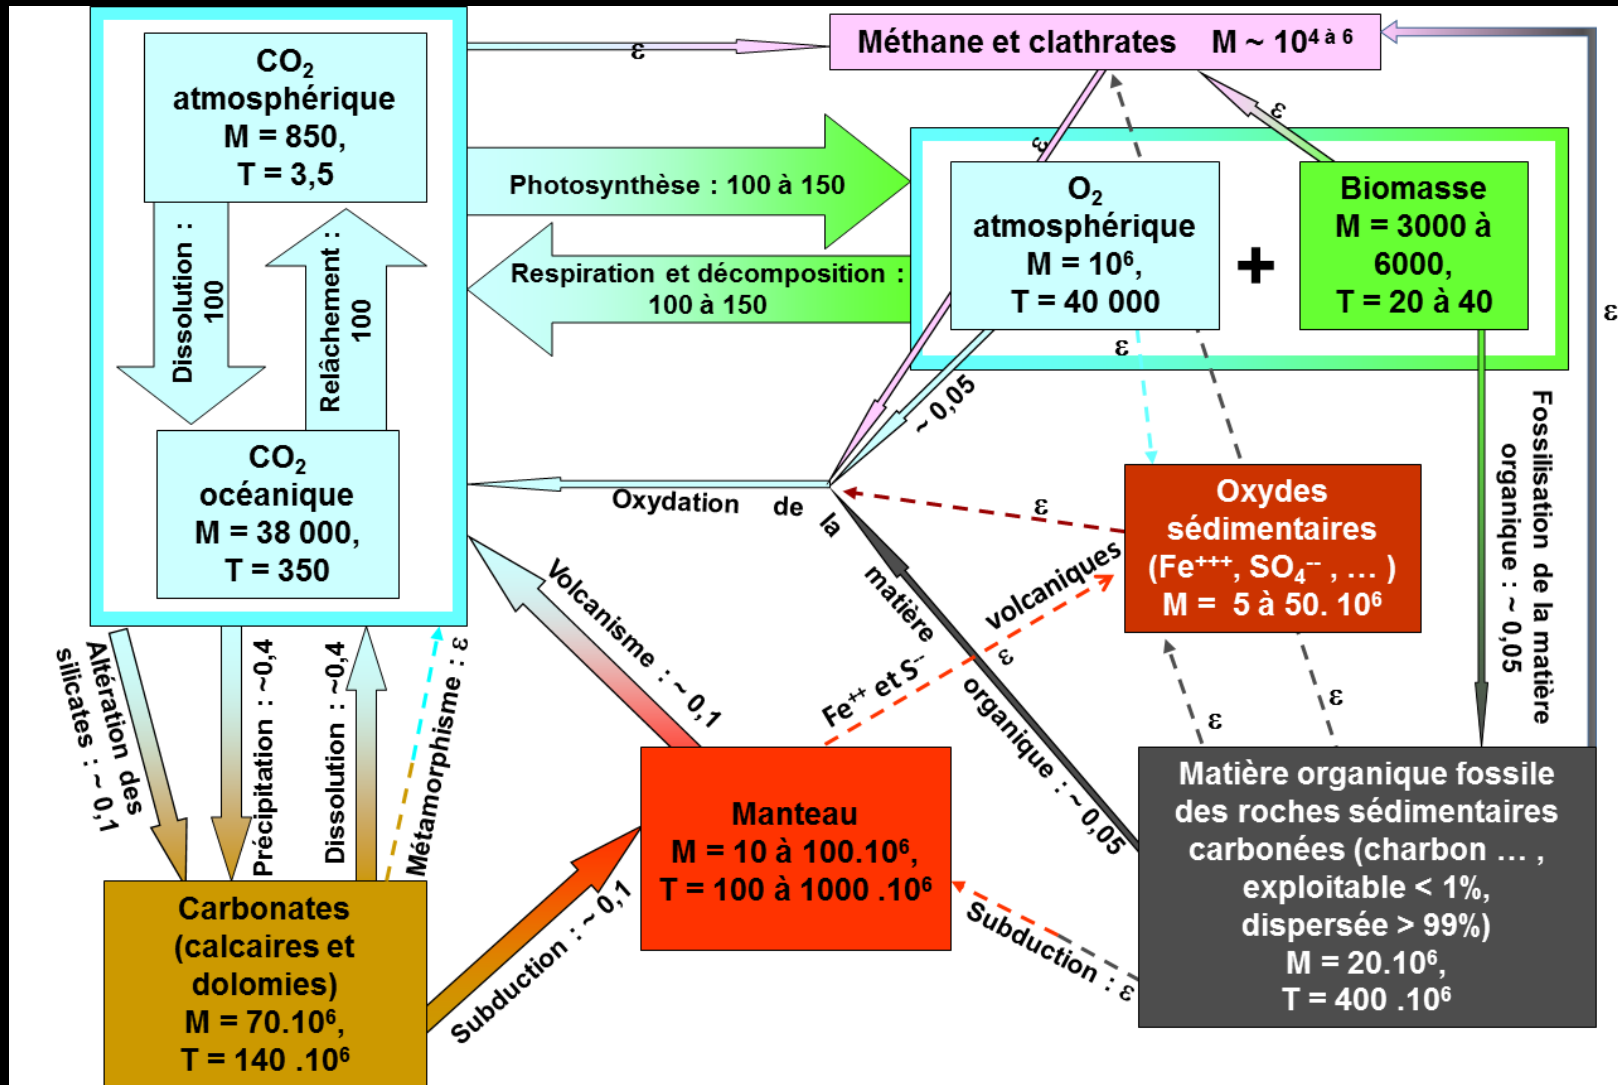 CO₂
atmosphérique
M = 850,
T = 3,5
Dissolution :
100
Relâchement :
100
CO₂
océanique
M = 38 000,
T = 350
ε
Méthane et clathrates M ~ 10⁴ ᵃ̀ ⁶
ε
ε
Photosynthèse : 100 à 150
Respiration et décomposition :
100 à 150
O₂
atmosphérique
M = 10⁶,
T = 40 000
+
Biomasse
M = 3000 à
6000,
T = 20 à 40
ε
ε
~ 0,05
Fossilisation de la matière
organique : ~ 0,05
Oxydation de la
matière
organique : ~0,05
ε
ε
Oxydes
sédimentaires
(Fe⁺⁺⁺, SO₄⁻⁻ , … )
M = 5 à 50. 10⁶
Fe⁺⁺ et S⁻⁻
volcaniques
ε
ε
Volcanisme : ~ 0,1
Altération des
silicates : ~ 0,1
Précipitation : ~0,4
Dissolution : ~0,4
Métamorphisme : ε
Carbonates
(calcaires et
dolomies)
M = 70.10⁶,
T = 140 .10⁶
Subduction : ~ 0,1
Manteau
M = 10 à 100.10⁶,
T = 100 à 1000 .10⁶
Subduction : ε
Matière organique fossile
des roches sédimentaires
carbonées (charbon … ,
exploitable < 1%,
dispersée > 99%)
M = 20.10⁶,
T = 400 .10⁶